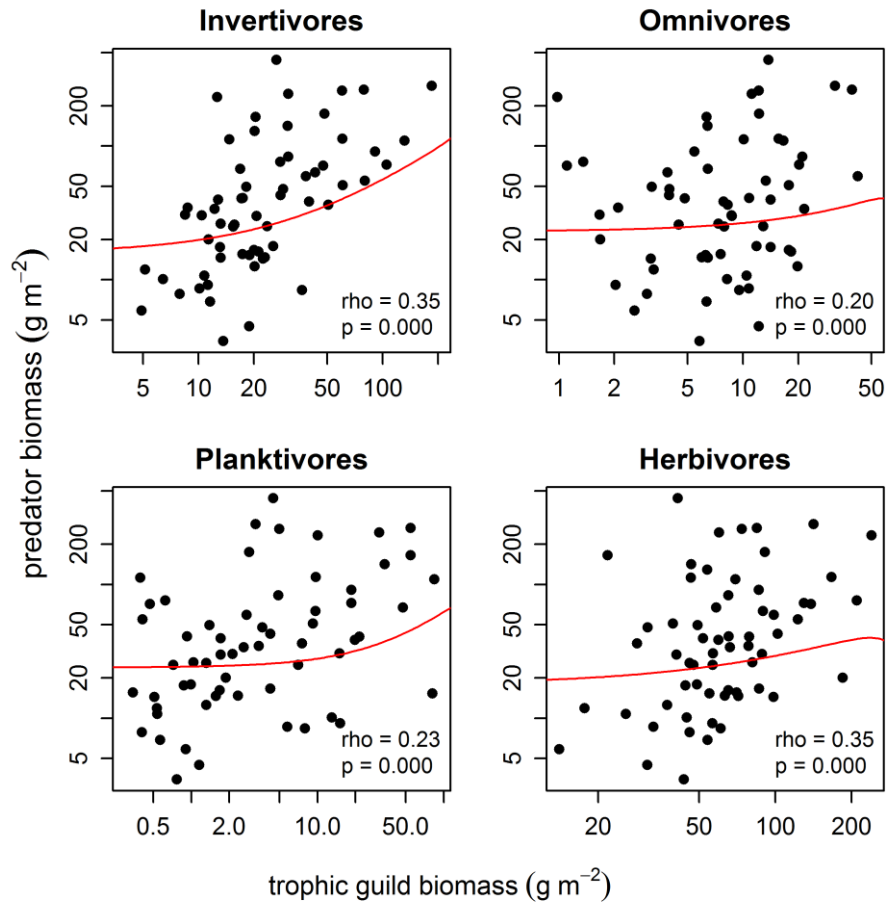 Invertivores
Omnivores
200
50
20
5
rho = 0.35
p = 0.000
5 10 20 50 100
200
50
20
5
rho = 0.20
p = 0.000
1 2 5 10 20 50
Planktivores
Herbivores
200
50
20
5
rho = 0.23
p = 0.000
0.5 2.0 10.0 50.0
200
50
20
5
rho = 0.35
p = 0.000
20 50 100 200
predator biomass (g m⁻²)
trophic guild biomass (g m⁻²)